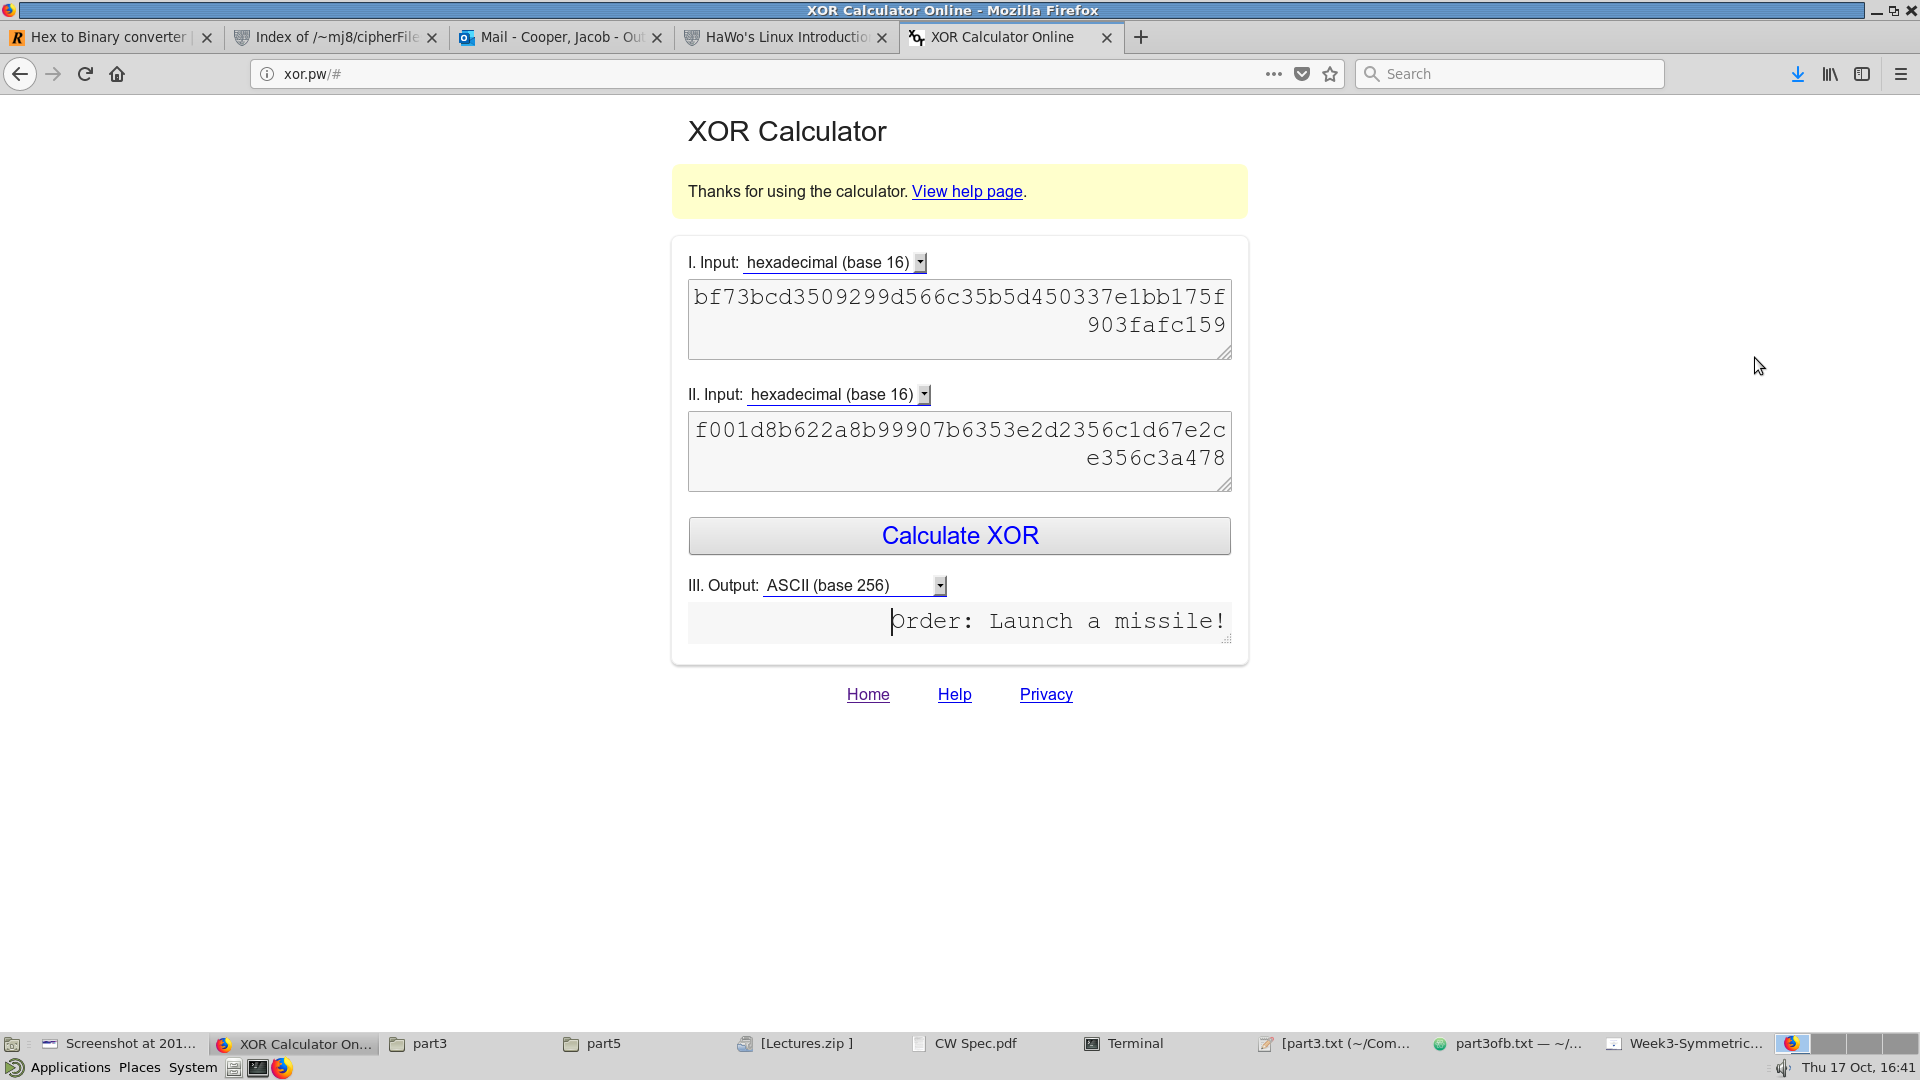 XOR Calculator Online - Mozilla Firefox
Hex to Binary converter
Index of /~mj8/cipherFile
Mail - Cooper, Jacob - Out
HaWo's Linux Introductio
XOR Calculator Online
xor.pw/#
Search
XOR Calculator
Thanks for using the calculator. View help page.
I. Input: hexadecimal (base 16)
bf73bcd3509299d566c35b5d450337e1bb175f
903fafc159
II. Input: hexadecimal (base 16)
f001d8b622a8b99907b6353e2d2356c1d67e2c
e356c3a478
Calculate XOR
III. Output: ASCII (base 256)
Order: Launch a missile!
Home Help Privacy
Screenshot at 201...
XOR Calculator On...
part3
part5
[Lectures.zip ]
CW Spec.pdf
Terminal
[part3.txt (~/Com...
part3ofb.txt — ~/...
Week3-Symmetric...
Applications Places System
Thu 17 Oct, 16:41